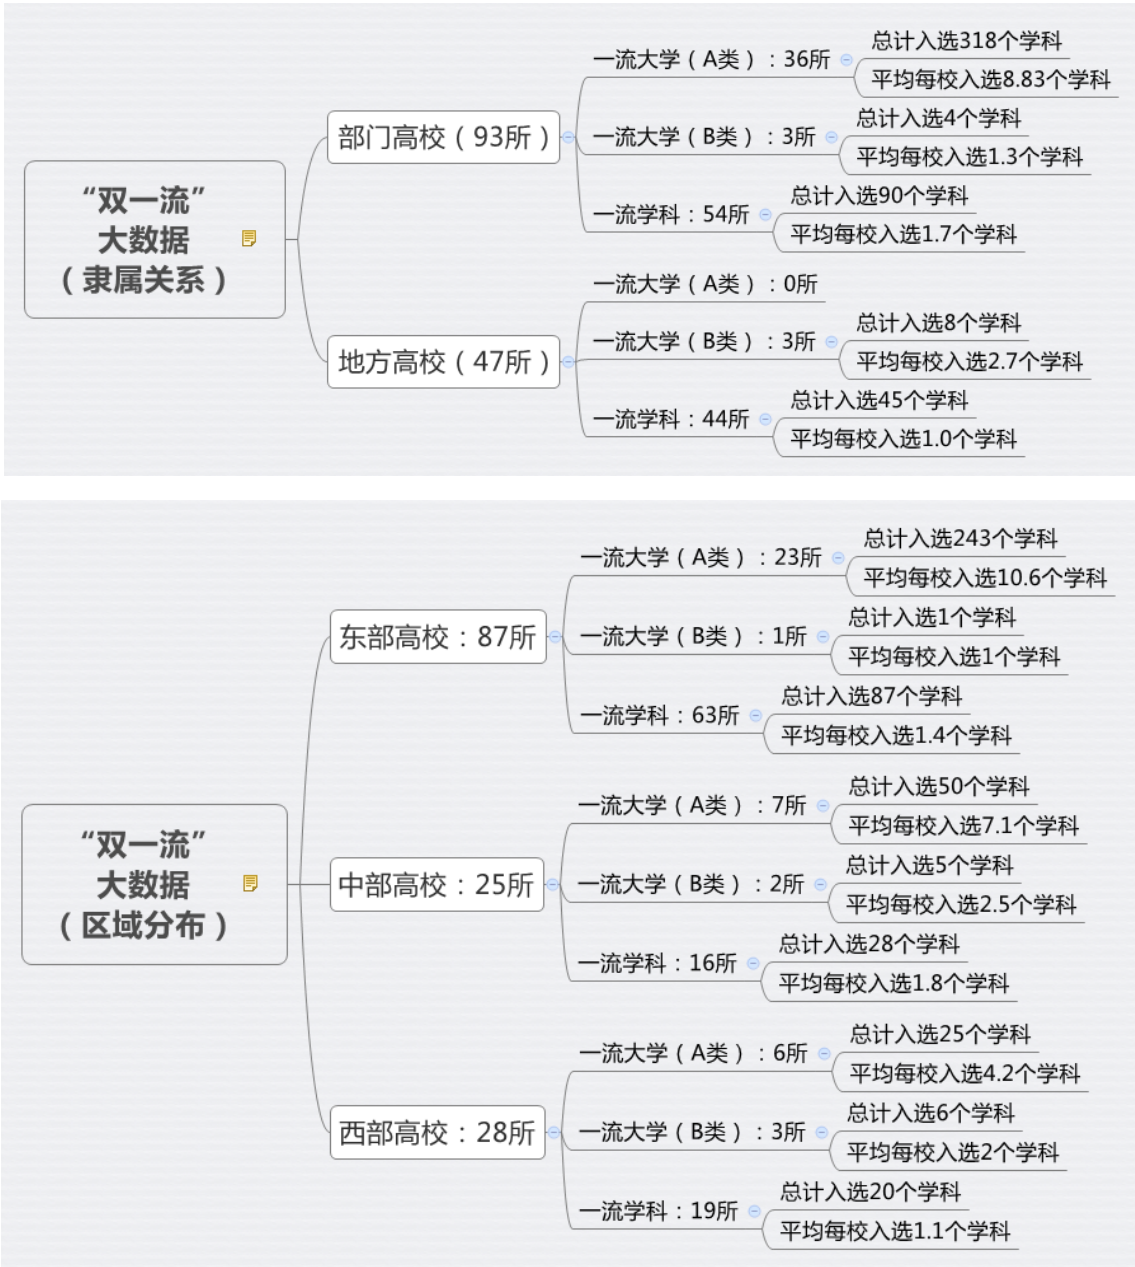 “双一流”
大数据
（隶属关系）
部门高校（93所）
一流大学（A类）：36所
总计入选318个学科
平均每校入选8.83个学科
一流大学（B类）：3所
总计入选4个学科
平均每校入选1.3个学科
一流学科：54所
总计入选90个学科
平均每校入选1.7个学科
地方高校（47所）
一流大学（A类）：0所
一流大学（B类）：3所
总计入选8个学科
平均每校入选2.7个学科
一流学科：44所
总计入选45个学科
平均每校入选1.0个学科
“双一流”
大数据
（区域分布）
东部高校：87所
一流大学（A类）：23所
总计入选243个学科
平均每校入选10.6个学科
一流大学（B类）：1所
总计入选1个学科
平均每校入选1个学科
一流学科：63所
总计入选87个学科
平均每校入选1.4个学科
中部高校：25所
一流大学（A类）：7所
总计入选50个学科
平均每校入选7.1个学科
一流大学（B类）：2所
总计入选5个学科
平均每校入选2.5个学科
一流学科：16所
总计入选28个学科
平均每校入选1.8个学科
西部高校：28所
一流大学（A类）：6所
总计入选25个学科
平均每校入选4.2个学科
一流大学（B类）：3所
总计入选6个学科
平均每校入选2个学科
一流学科：19所
总计入选20个学科
平均每校入选1.1个学科